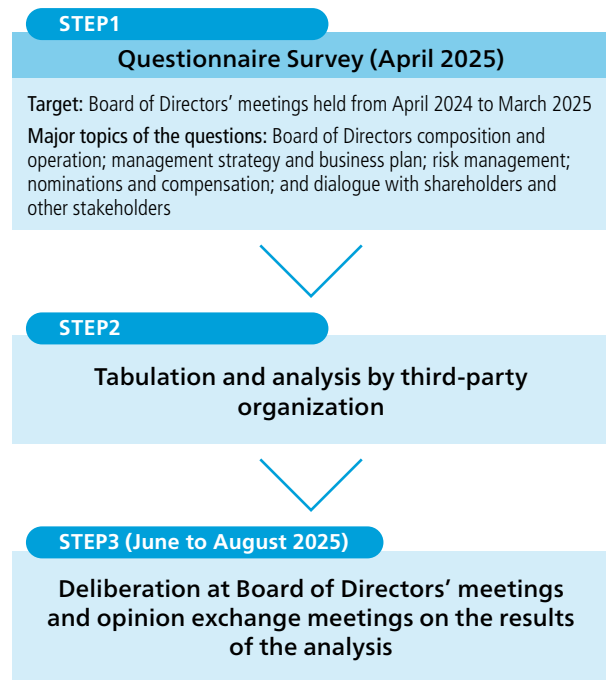 STEP1
Questionnaire Survey (April 2025)
Target: Board of Directors’ meetings held from April 2024 to March 2025
Major topics of the questions: Board of Directors composition and
operation; management strategy and business plan; risk management;
nominations and compensation; and dialogue with shareholders and
other stakeholders
STEP2
Tabulation and analysis by third-party
organization
STEP3 (June to August 2025)
Deliberation at Board of Directors’ meetings
and opinion exchange meetings on the results
of the analysis